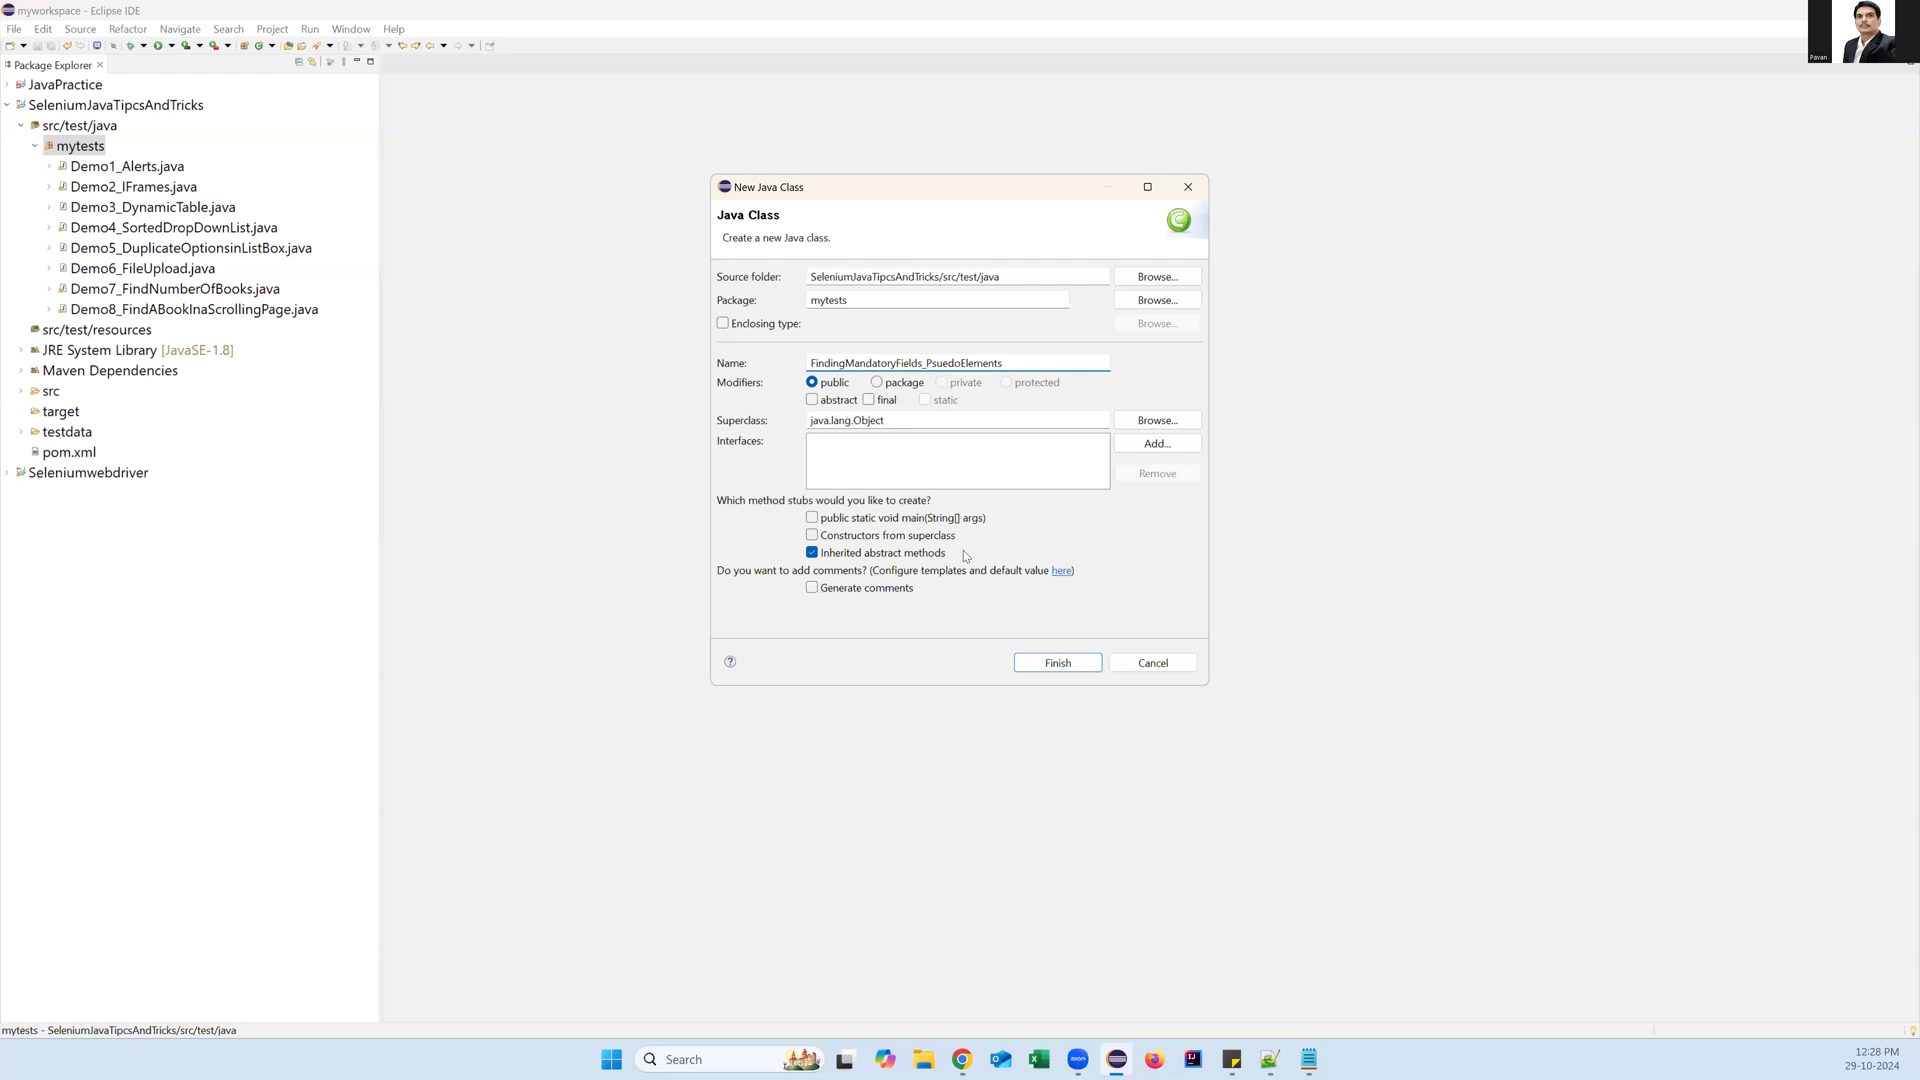 myworkspace - Eclipse IDE
File Edit Source Refactor Navigate Search Project Run Window Help
Pavan
Package Explorer
JavaPractice
SeleniumJavaTipcsAndTricks
src/test/java
mytests
Demo1_Alerts.java
Demo2_IFrames.java
Demo3_DynamicTable.java
Demo4_SortedDropDownList.java
Demo5_DuplicateOptionsinListBox.java
Demo6_FileUpload.java
Demo7_FindNumberOfBooks.java
Demo8_FindABookInaScrollingPage.java
src/test/resources
JRE System Library [JavaSE-1.8]
Maven Dependencies
src
target
testdata
pom.xml
Seleniumwebdriver
New Java Class
Java Class
Create a new Java class.
Source folder: SeleniumJavaTipcsAndTricks/src/test/java Browse...
Package: mytests Browse...
Enclosing type: Browse...
Name: FindingMandatoryFields_PsuedoElements
Modifiers: public package private protected
abstract final static
Superclass: java.lang.Object Browse...
Interfaces: Add...
Remove
Which method stubs would you like to create?
public static void main(String[] args)
Constructors from superclass
Inherited abstract methods
Do you want to add comments? (Configure templates and default value here)
Generate comments
Finish Cancel
mytests - SeleniumJavaTipcsAndTricks/src/test/java
Search
zoom
12:28 PM
29-10-2024